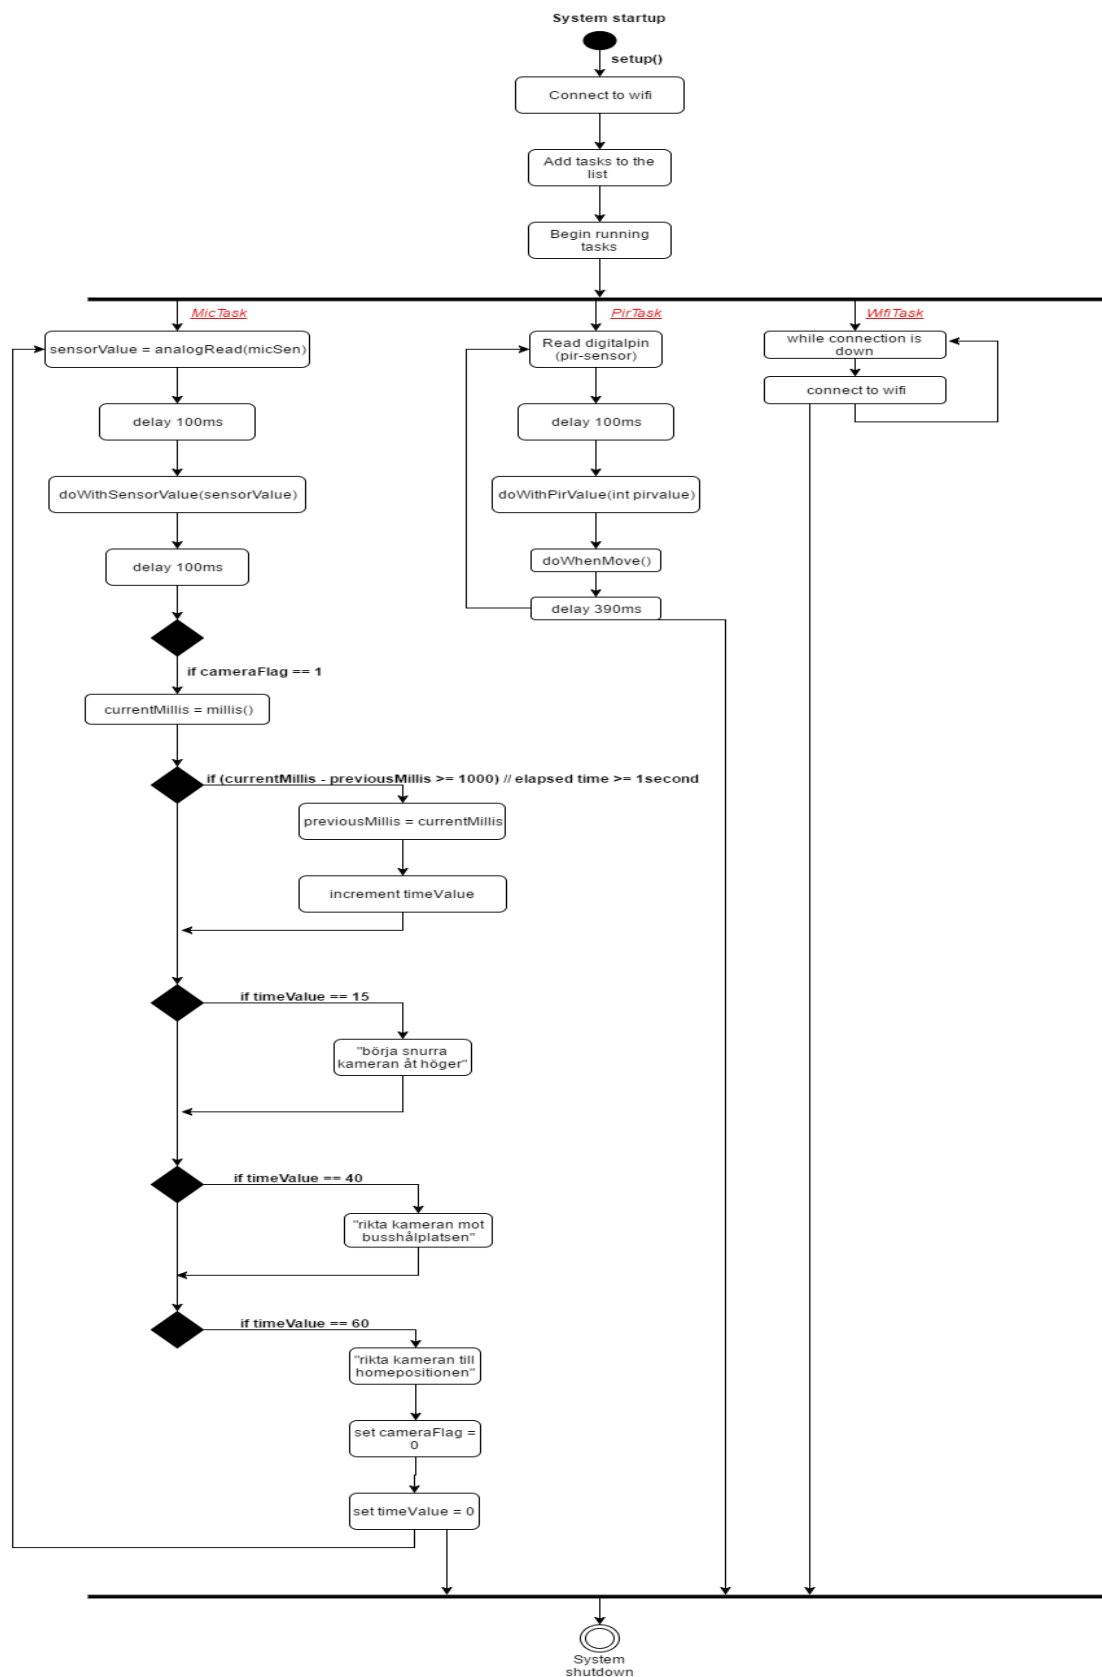 System startup
setup()
Connect to wifi
Add tasks to the
list
Begin running
tasks
MicTask
sensorValue = analogRead(micSen)
delay 100ms
doWithSensorValue(sensorValue)
delay 100ms
if cameraFlag == 1
currentMillis = millis()
if (currentMillis - previousMillis >= 1000) // elapsed time >= 1second
previousMillis = currentMillis
increment timeValue
if timeValue == 15
"börja snurra
kameran åt höger"
if timeValue == 40
"rikta kameran mot
busshålplatsen"
if timeValue == 60
"rikta kameran till
homepositionen"
set cameraFlag =
0
set timeValue = 0
PirTask
Read digitalpin
(pir-sensor)
delay 100ms
doWithPirValue(int pirvalue)
doWhenMove()
delay 390ms
WifiTask
while connection is
down
connect to wifi
System
shutdown